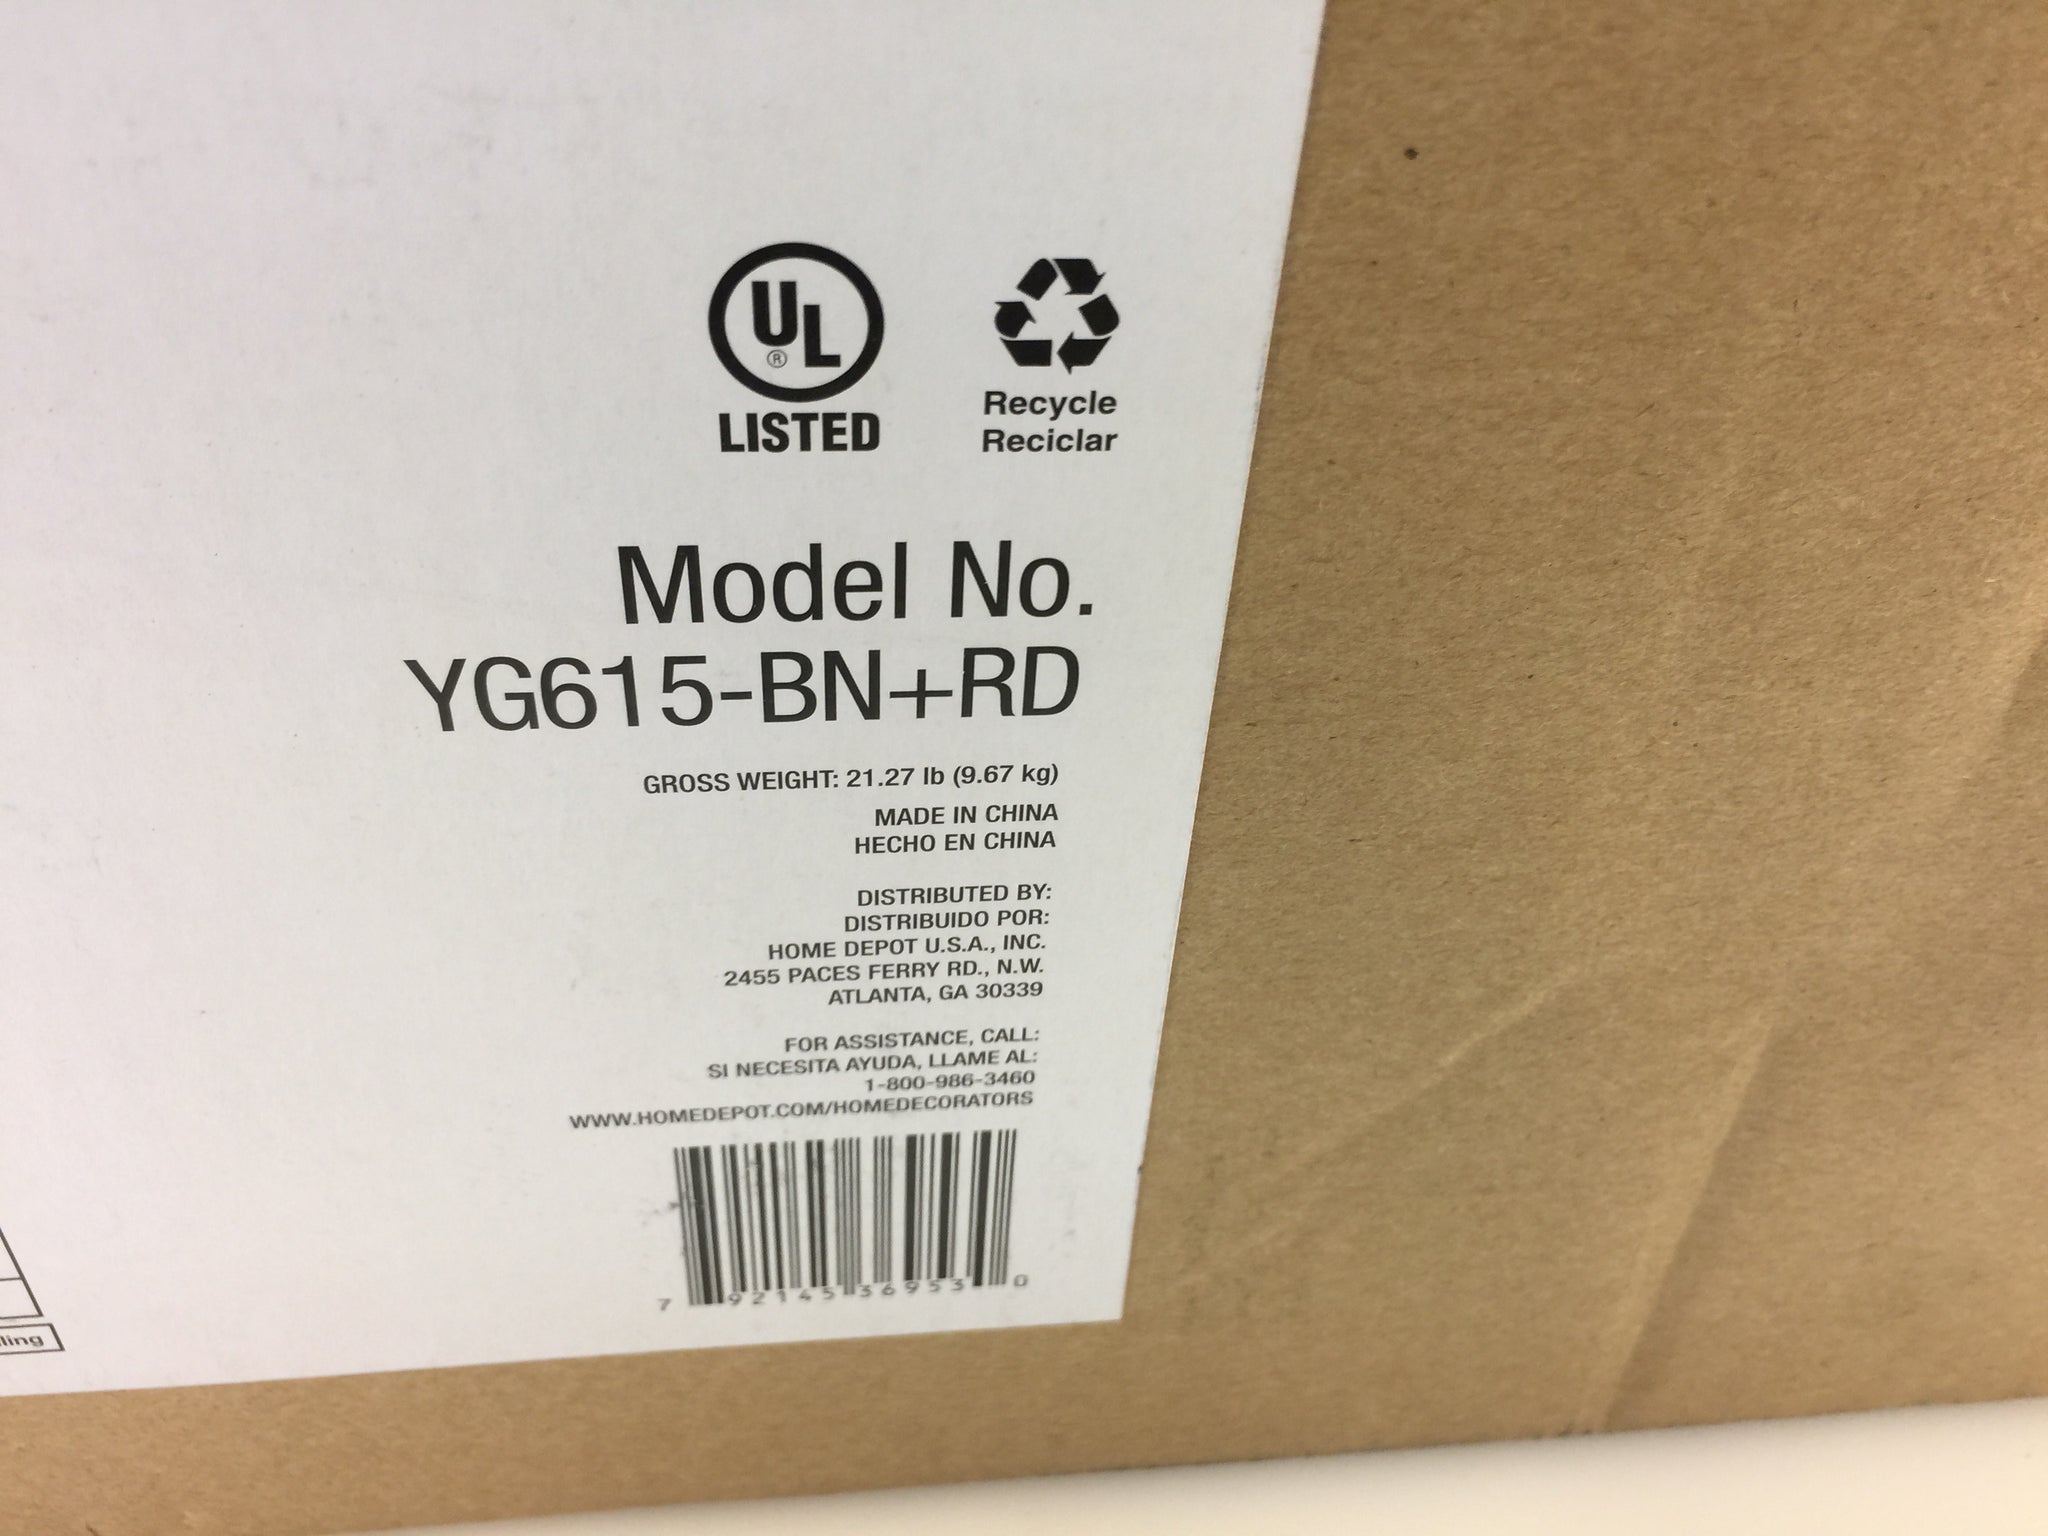 UL
®
LISTED
Recycle
Reciclar
Model No.
YG615-BN+RD
GROSS WEIGHT: 21.27 lb (9.67 kg)
MADE IN CHINA
HECHO EN CHINA
DISTRIBUTED BY:
DISTRIBUIDO POR:
HOME DEPOT U.S.A., INC.
2455 PACES FERRY RD., N.W.
ATLANTA, GA 30339
FOR ASSISTANCE, CALL:
SI NECESITA AYUDA, LLAME AL:
1-800-986-3460
WWW.HOMEDEPOT.COM/HOMEDECORATORS
7 92145 36953 0